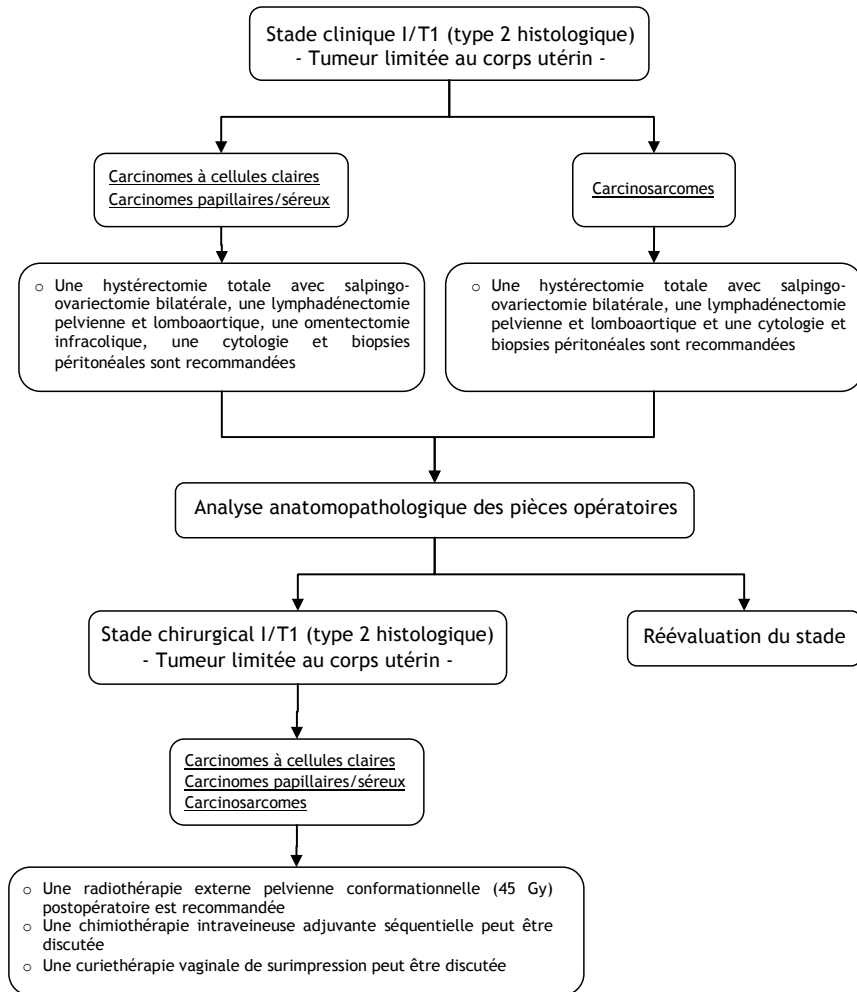 Stade clinique I/T1 (type 2 histologique)
- Tumeur limitée au corps utérin -
Carcinomes à cellules claires
Carcinomes papillaires/séreux
Carcinosarcomes
o Une hystérectomie totale avec salpingo-
ovariectomie bilatérale, une lymphadénectomie
pelvienne et lomboaortique, une omentectomie
infracolique, une cytologie et biopsies
péritonéales sont recommandées
o Une hystérectomie totale avec salpingo-
ovariectomie bilatérale, une lymphadénectomie
pelvienne et lomboaortique et une cytologie et
biopsies péritonéales sont recommandées
Analyse anatomopathologique des pièces opératoires
Stade chirurgical I/T1 (type 2 histologique)
- Tumeur limitée au corps utérin -
Réévaluation du stade
Carcinomes à cellules claires
Carcinomes papillaires/séreux
Carcinosarcomes
o Une radiothérapie externe pelvienne conformationnelle (45 Gy)
postopératoire est recommandée
o Une chimiothérapie intraveineuse adjuvante séquentielle peut être
discutée
o Une curiethérapie vaginale de surimpression peut être discutée